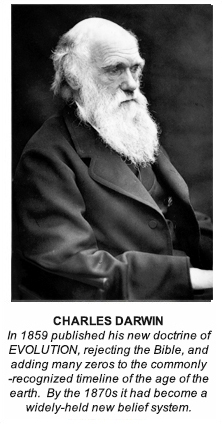 CHARLES DARWIN
In 1859 published his new doctrine of
EVOLUTION, rejecting the Bible, and
adding many zeros to the commonly
-recognized timeline of the age of the
earth.  By the 1870s it had become a
widely-held new belief system.